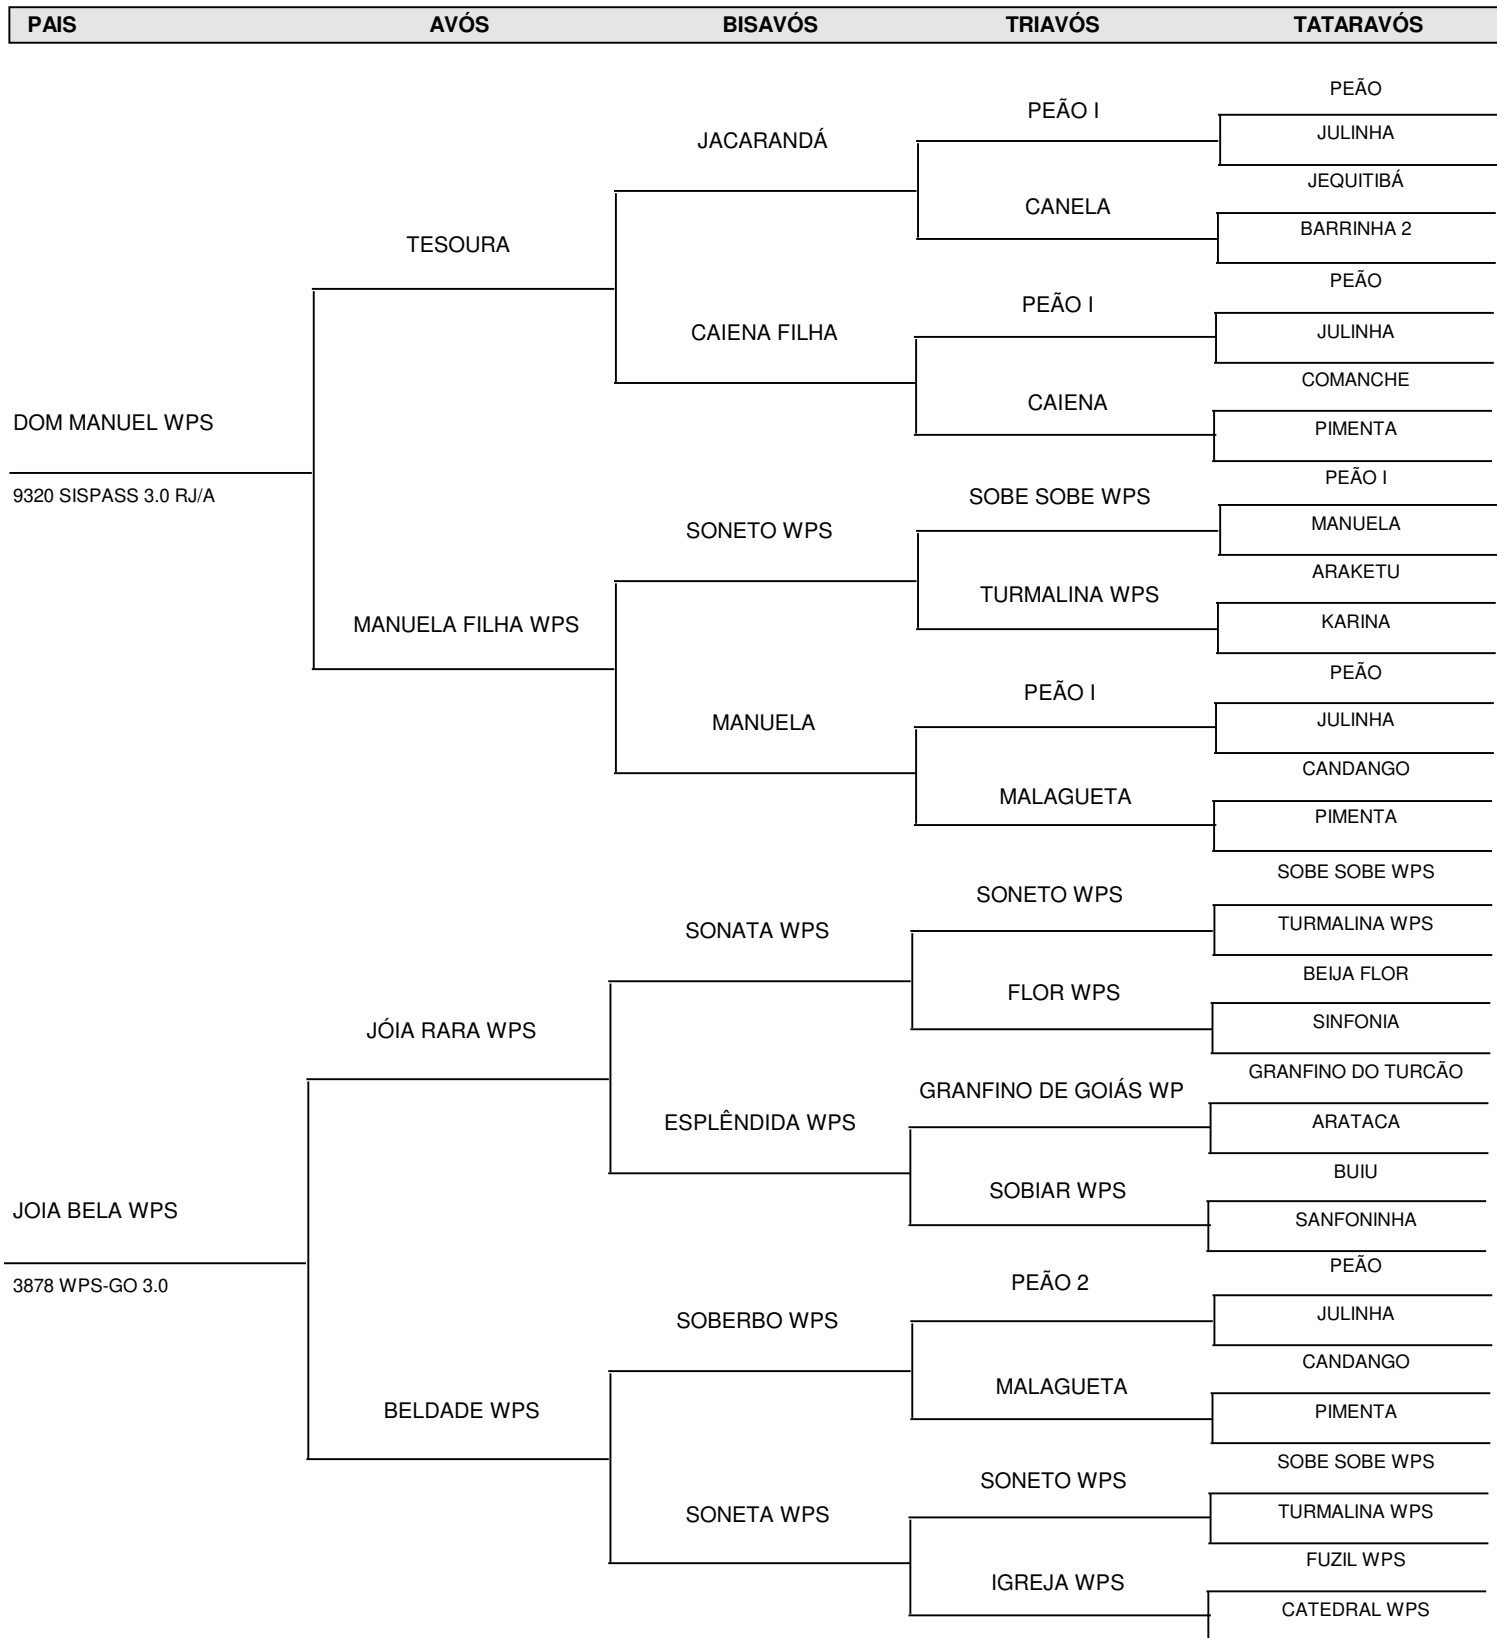 PAIS AVÓS BISAVÓS TRIAVÓS TATARAVÓS
PEÃO
PEÃO I
JULINHA
JACARANDÁ
JEQUITIBÁ
CANELA
BARRINHA 2
TESOURA
PEÃO
PEÃO I
JULINHA
CAIENA FILHA
COMANCHE
CAIENA
PIMENTA
DOM MANUEL WPS
9320 SISPASS 3.0 RJ/A
PEÃO I
SOBE SOBE WPS
MANUELA
SONETO WPS
ARAKETU
TURMALINA WPS
KARINA
MANUELA FILHA WPS
PEÃO
PEÃO I
JULINHA
MANUELA
CANDANGO
MALAGUETA
PIMENTA
SOBE SOBE WPS
SONETO WPS
TURMALINA WPS
SONATA WPS
BEIJA FLOR
FLOR WPS
SINFONIA
JÓIA RARA WPS
GRANFINO DO TURCÃO
GRANFINO DE GOIÁS WP
ARATACA
ESPLÊNDIDA WPS
BUIU
SOBIAR WPS
SANFONINHA
JOIA BELA WPS
3878 WPS-GO 3.0
PEÃO
PEÃO 2
JULINHA
SOBERBO WPS
CANDANGO
MALAGUETA
PIMENTA
BELDADE WPS
SOBE SOBE WPS
SONETO WPS
TURMALINA WPS
SONETA WPS
FUZIL WPS
IGREJA WPS
CATEDRAL WPS